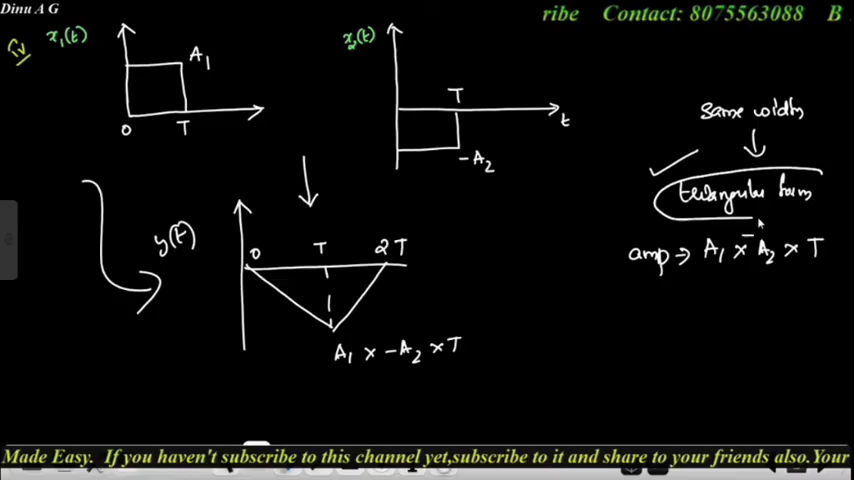 Dinu A G
ribe Contact: 8075563088 B
iv
x₁(t)
A₁
0
T
x₂(t)
T
t
-A₂
same width
triangular form
amp → A₁ × -A₂ × T
y(t)
0
T
2T
A₁ × -A₂ × T
Made Easy. If you haven't subscribe to this channel yet,subscribe to it and share to your friends also.Your